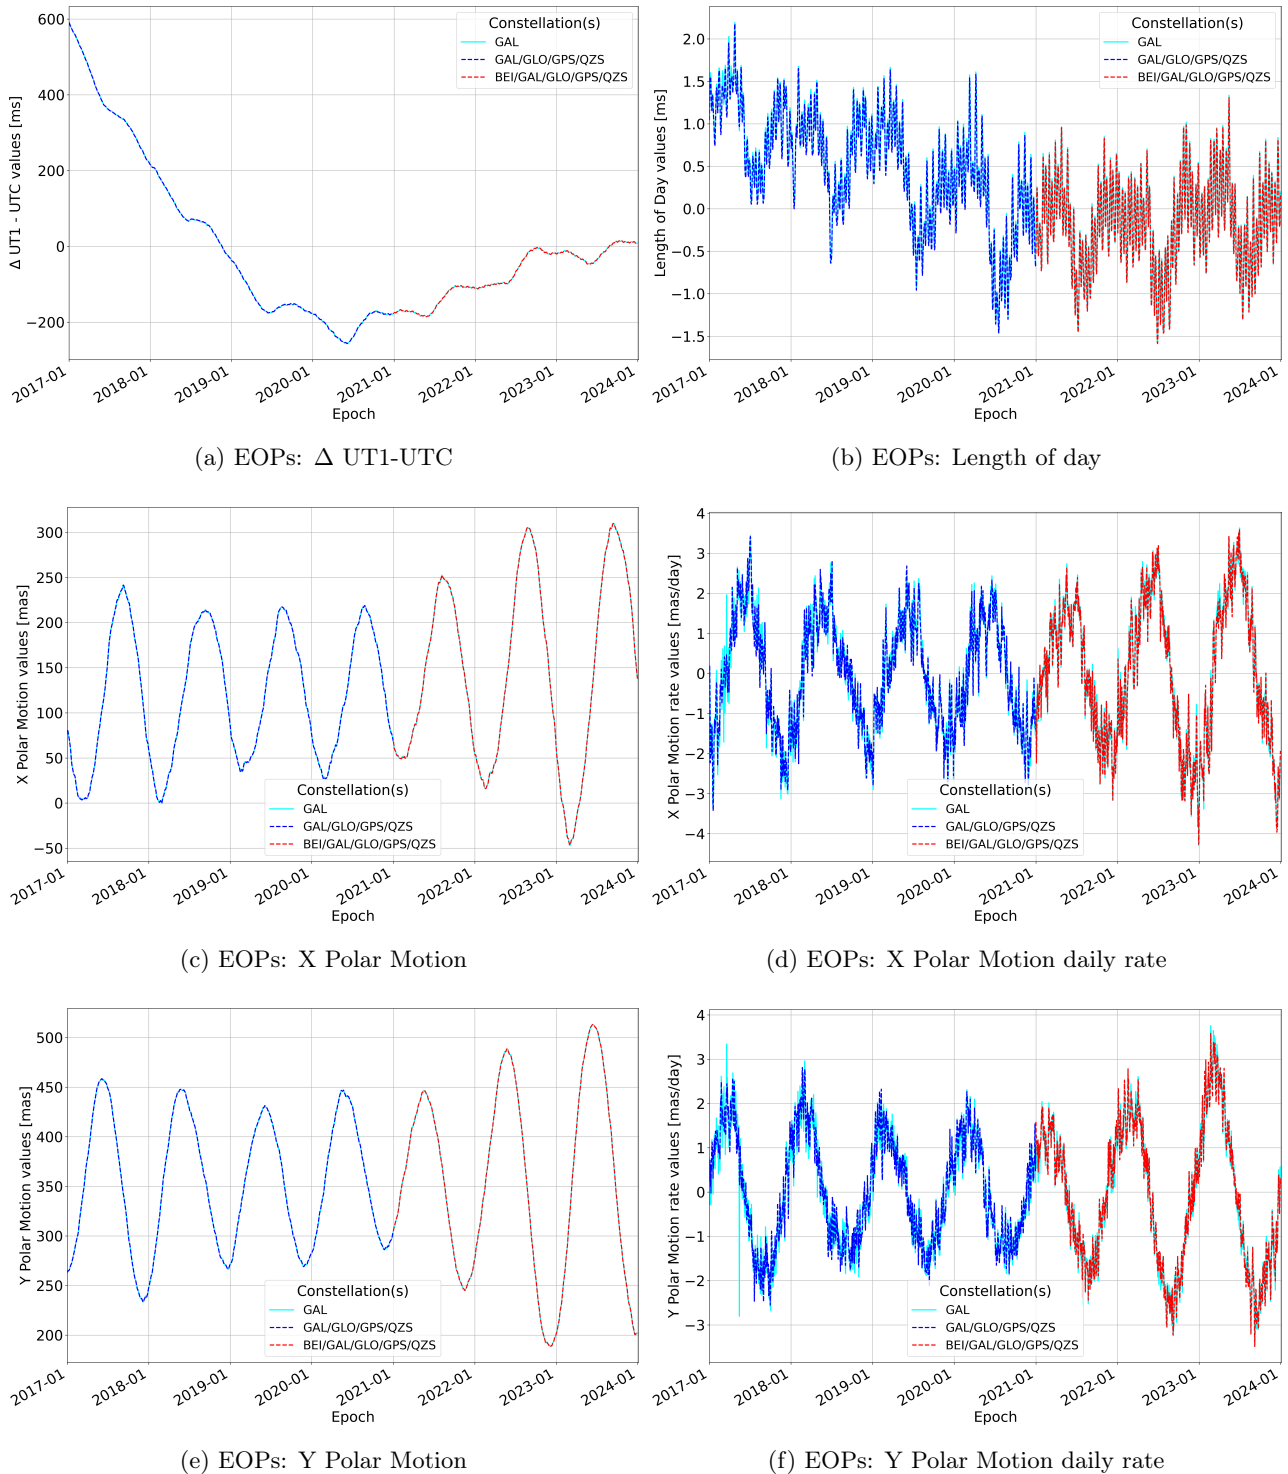 Δ UT1 - UTC values [ms]
600
400
200
0
−200
Constellation(s)
GAL
GAL/GLO/GPS/QZS
BEI/GAL/GLO/GPS/QZS
2017-01
2018-01
2019-01
2020-01
2021-01
2022-01
2023-01
2024-01
Epoch
(a) EOPs: Δ UT1-UTC
Length of Day values [ms]
2.0
1.5
1.0
0.5
0.0
−0.5
−1.0
−1.5
Constellation(s)
GAL
GAL/GLO/GPS/QZS
BEI/GAL/GLO/GPS/QZS
2017-01
2018-01
2019-01
2020-01
2021-01
2022-01
2023-01
2024-01
Epoch
(b) EOPs: Length of day
X Polar Motion values [mas]
300
250
200
150
100
50
0
−50
Constellation(s)
GAL
GAL/GLO/GPS/QZS
BEI/GAL/GLO/GPS/QZS
2017-01
2018-01
2019-01
2020-01
2021-01
2022-01
2023-01
2024-01
Epoch
(c) EOPs: X Polar Motion
X Polar Motion rate values [mas/day]
4
3
2
1
0
−1
−2
−3
−4
Constellation(s)
GAL
GAL/GLO/GPS/QZS
BEI/GAL/GLO/GPS/QZS
2017-01
2018-01
2019-01
2020-01
2021-01
2022-01
2023-01
2024-01
Epoch
(d) EOPs: X Polar Motion daily rate
Y Polar Motion values [mas]
500
450
400
350
300
250
200
Constellation(s)
GAL
GAL/GLO/GPS/QZS
BEI/GAL/GLO/GPS/QZS
2017-01
2018-01
2019-01
2020-01
2021-01
2022-01
2023-01
2024-01
Epoch
(e) EOPs: Y Polar Motion
Y Polar Motion rate values [mas/day]
4
3
2
1
0
−1
−2
−3
Constellation(s)
GAL
GAL/GLO/GPS/QZS
BEI/GAL/GLO/GPS/QZS
2017-01
2018-01
2019-01
2020-01
2021-01
2022-01
2023-01
2024-01
Epoch
(f) EOPs: Y Polar Motion daily rate